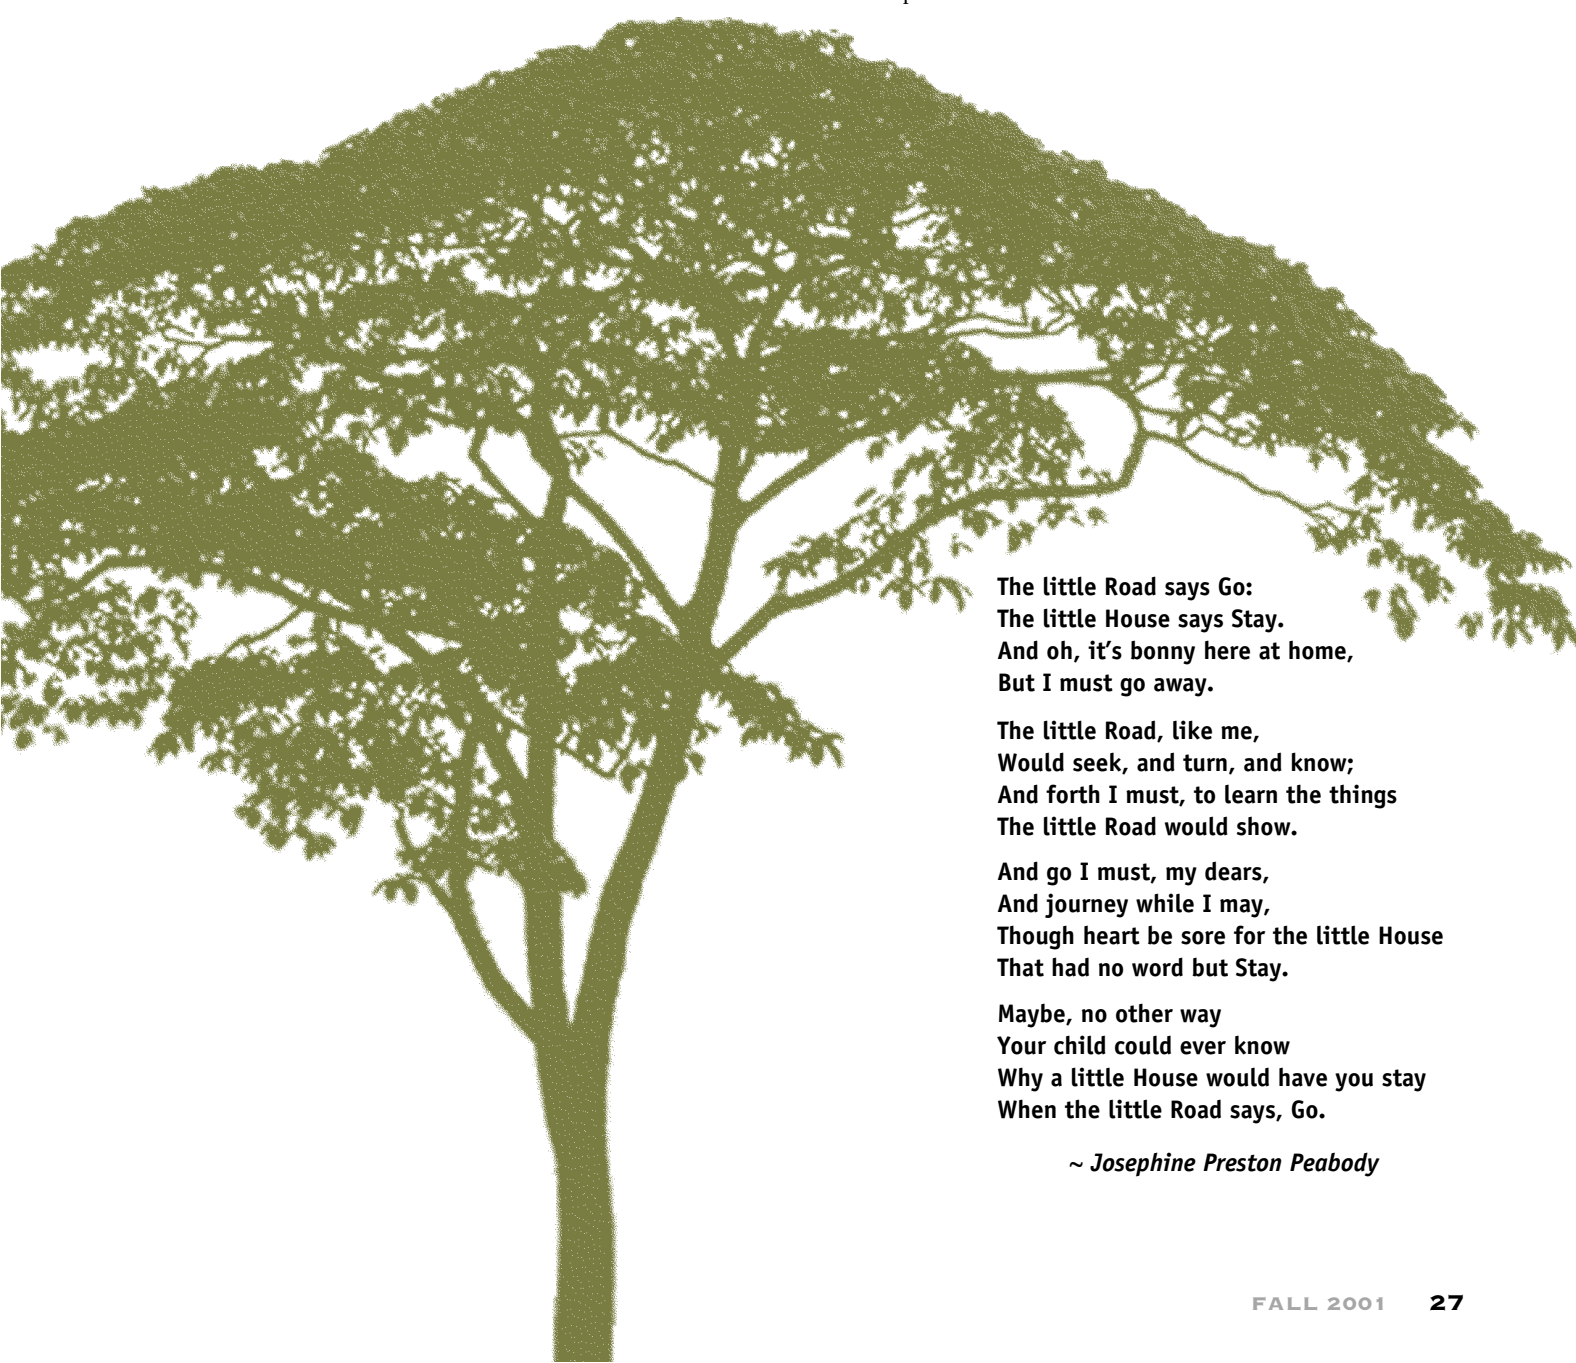 The little Road says Go:
The little House says Stay.
And oh, it's bonny here at home,
But I must go away.
The little Road, like me,
Would seek, and turn, and know;
And forth I must, to learn the things
The little Road would show.
And go I must, my dears,
And journey while I may,
Though heart be sore for the little House
That had no word but Stay.
Maybe, no other way
Your child could ever know
Why a little House would have you stay
When the little Road says, Go.
~ Josephine Preston Peabody
FALL 2001 27